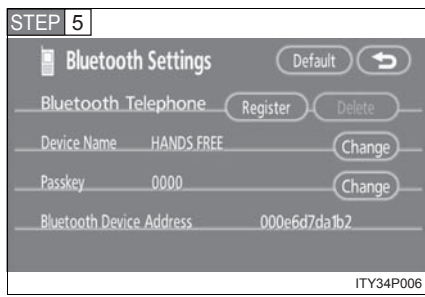 STEP 5
Bluetooth Settings Default
Bluetooth Telephone Register Delete
Device Name HANDS FREE Change
Passkey 0000 Change
Bluetooth Device Address 000e6d7da1b2
ITY34P006